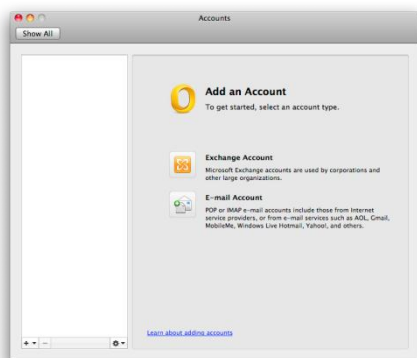 Accounts
Show All
Add an Account
To get started, select an account type.
Exchange Account
Microsoft Exchange accounts are used by corporations and
other large organizations.
E-mail Account
POP or IMAP e-mail accounts include those from Internet
service providers, or from e-mail services such as AOL, Gmail,
MobileMe, Windows Live Hotmail, Yahoo!, and others.
Learn about adding accounts